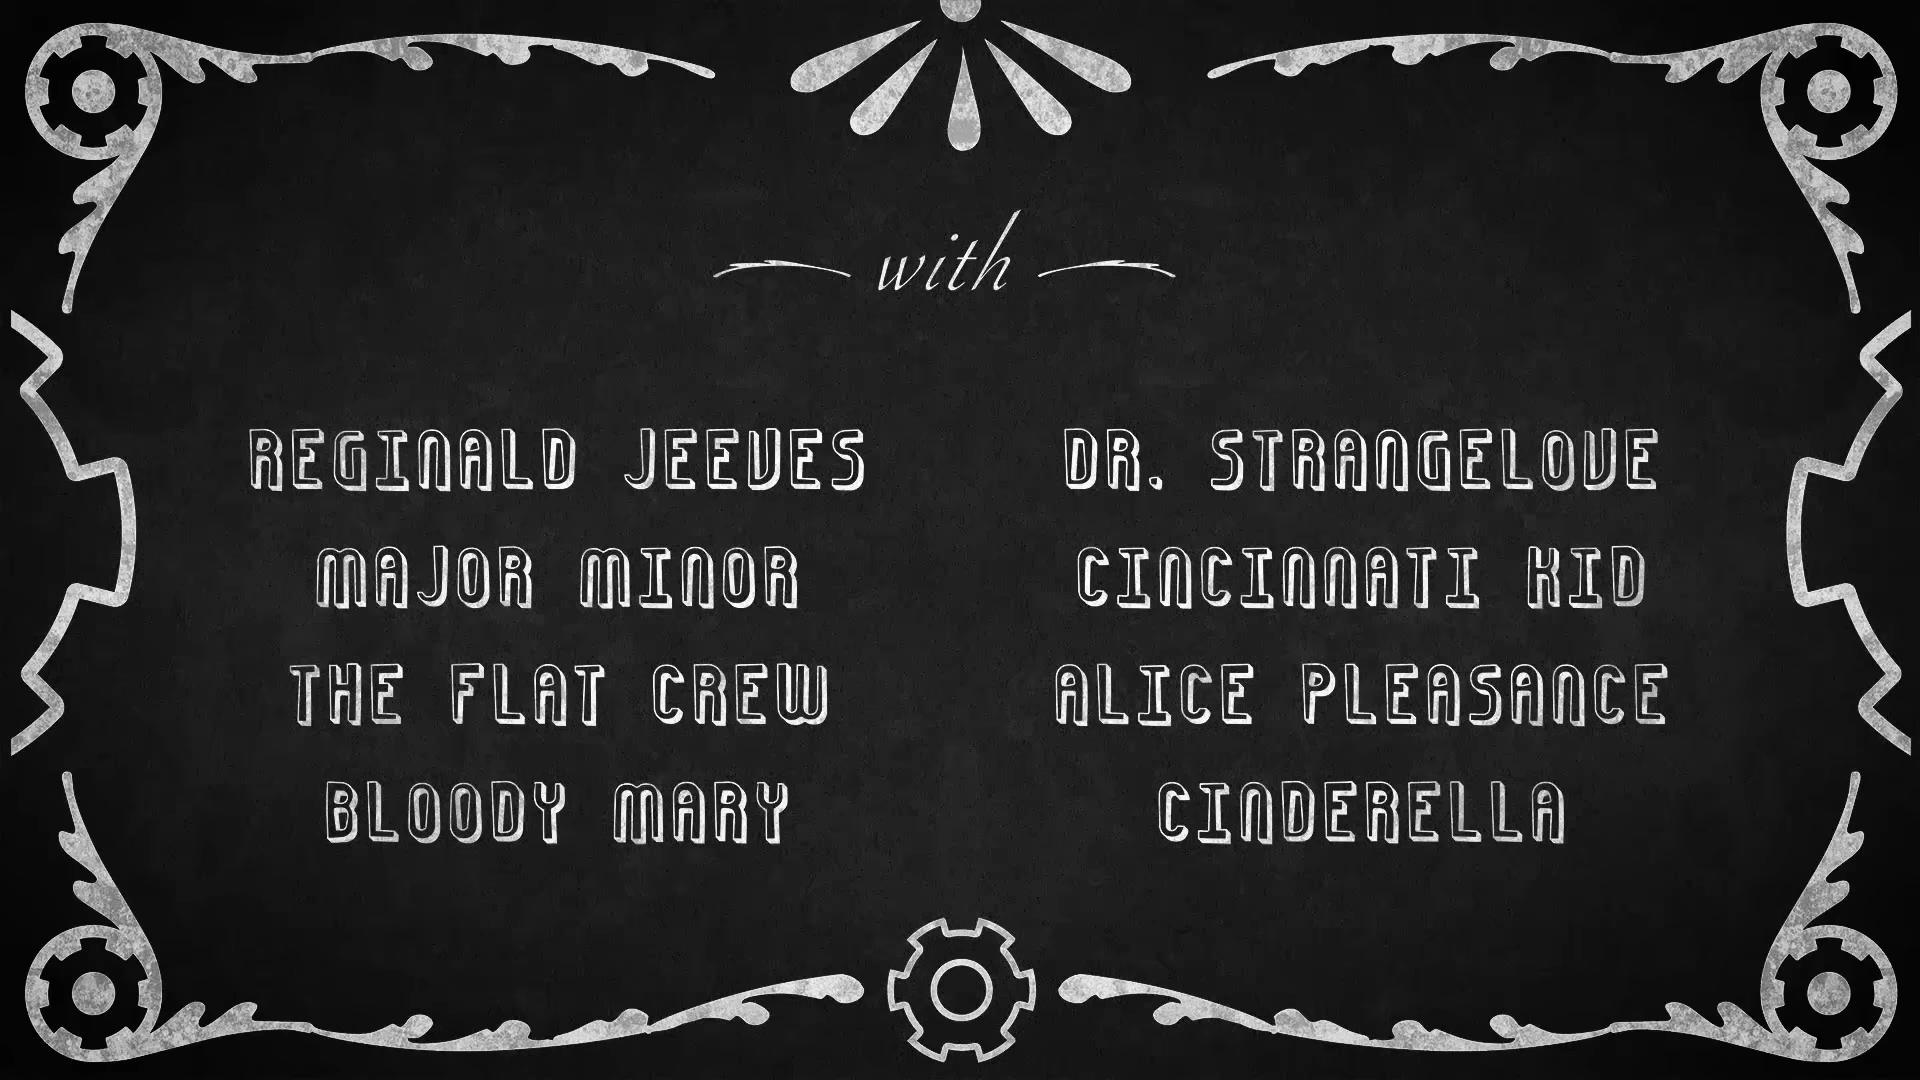 with
REGINALD JEEVES
MAJOR MINOR
THE FLAT CREW
BLOODY MARY
DR. STRANGELOVE
CINCINNATI KID
ALICE PLEASANCE
CINDERELLA